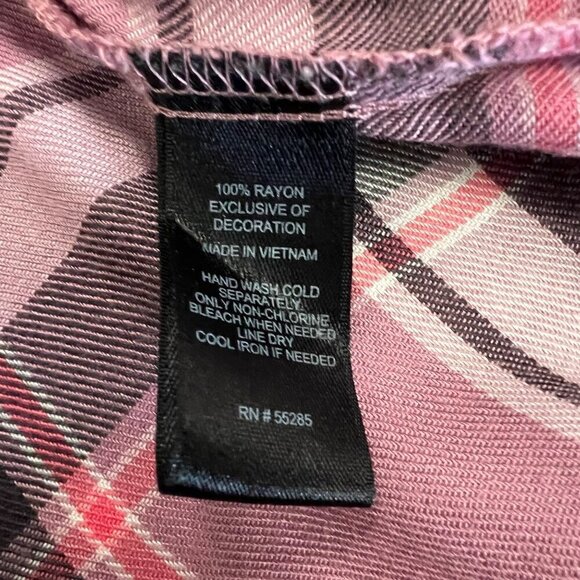 100% RAYON
EXCLUSIVE OF
DECORATION
MADE IN VIETNAM
HAND WASH COLD
SEPARATELY
ONLY NON-CHLORINE
BLEACH WHEN NEEDED
LINE DRY
COOL IRON IF NEEDED
RN # 55285